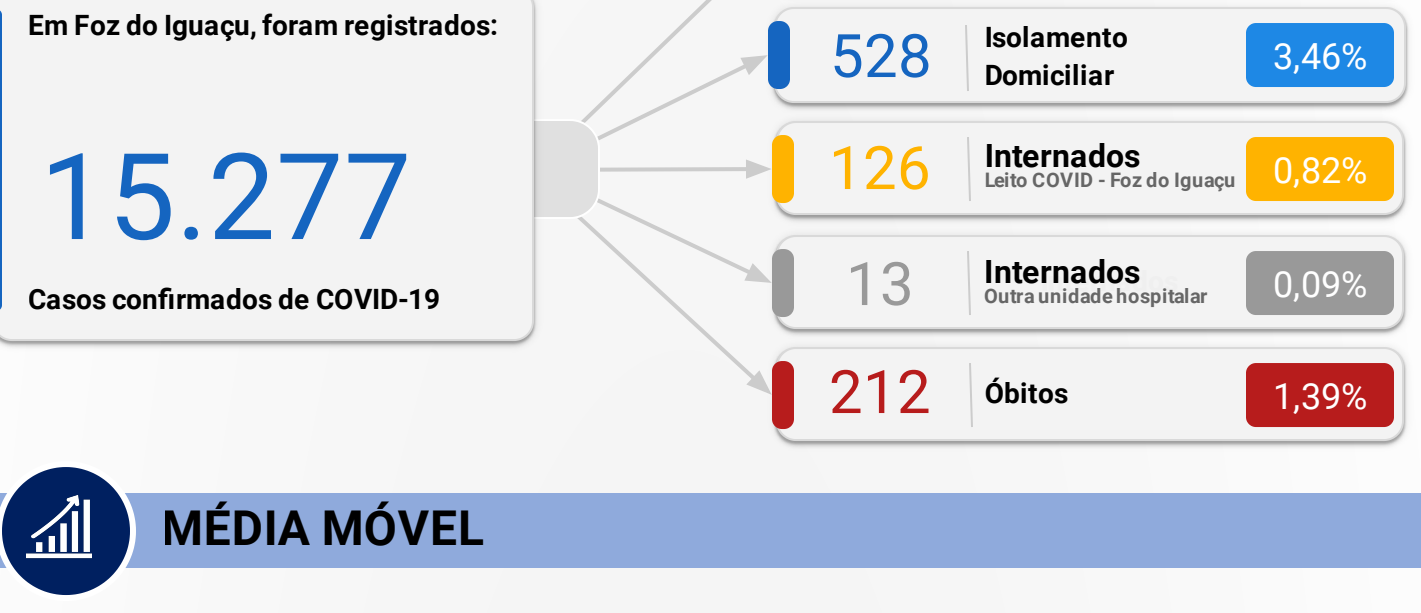 Em Foz do Iguaçu, foram registrados:
15.277
Casos confirmados de COVID-19
528
Isolamento
Domiciliar
3,46%
126
Internados
Leito COVID - Foz do Iguaçu
0,82%
13
Internados
Outra unidade hospitalar
0,09%
212
Óbitos
1,39%
MÉDIA MÓVEL